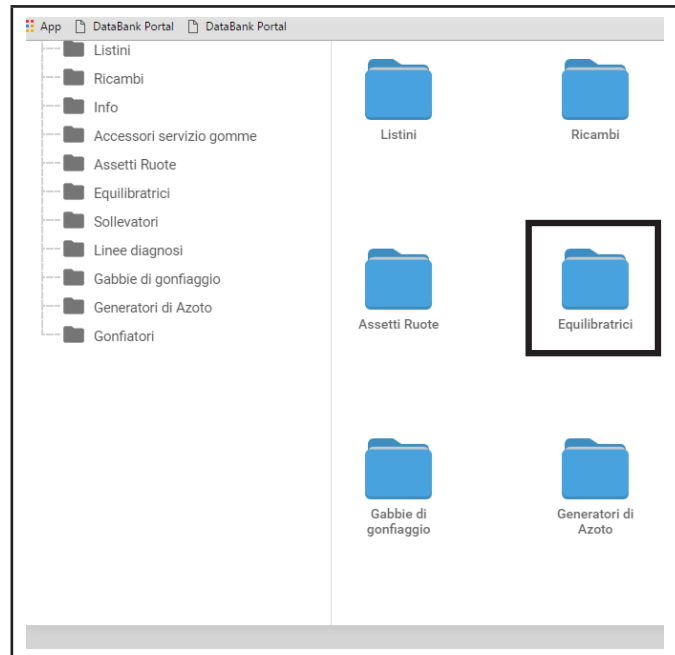 App DataBank Portal DataBank Portal
Listini
Ricambi
Info
Accessori servizio gomme
Assetti Ruote
Equilibratrici
Sollevatori
Linee diagnosi
Gabbie di gonfiaggio
Generatori di Azoto
Gonfiatori
Listini
Ricambi
Assetti Ruote
Equilibratrici
Gabbie di
gonfiaggio
Generatori di
Azoto